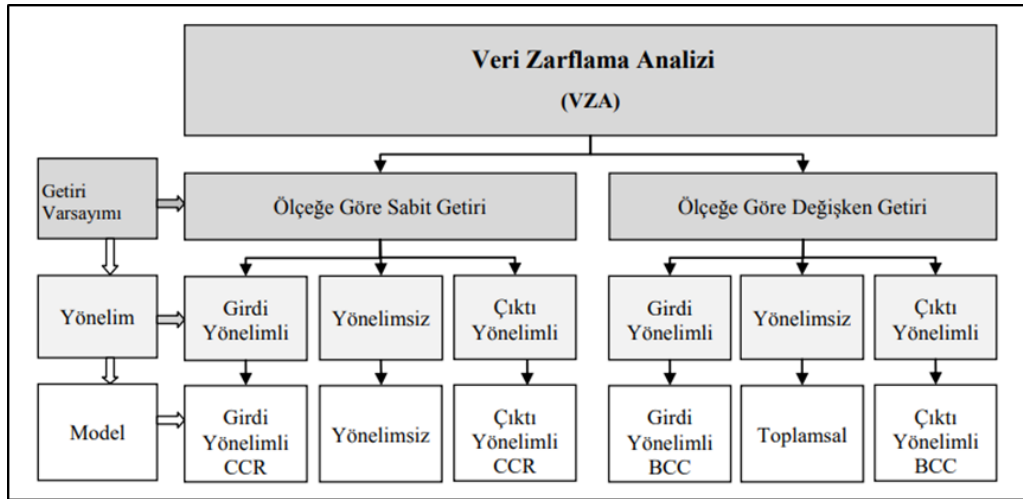 Veri Zarflama Analizi
(VZA)
Getiri
Varsayımı
Ölçeğe Göre Sabit Getiri
Ölçeğe Göre Değişken Getiri
Yönelim
Girdi
Yönelimli
Yönelimsiz
Çıktı
Yönelimli
Girdi
Yönelimli
Yönelimsiz
Çıktı
Yönelimli
Model
Girdi
Yönelimli
CCR
Yönelimsiz
Çıktı
Yönelimli
CCR
Girdi
Yönelimli
BCC
Toplamsal
Çıktı
Yönelimli
BCC